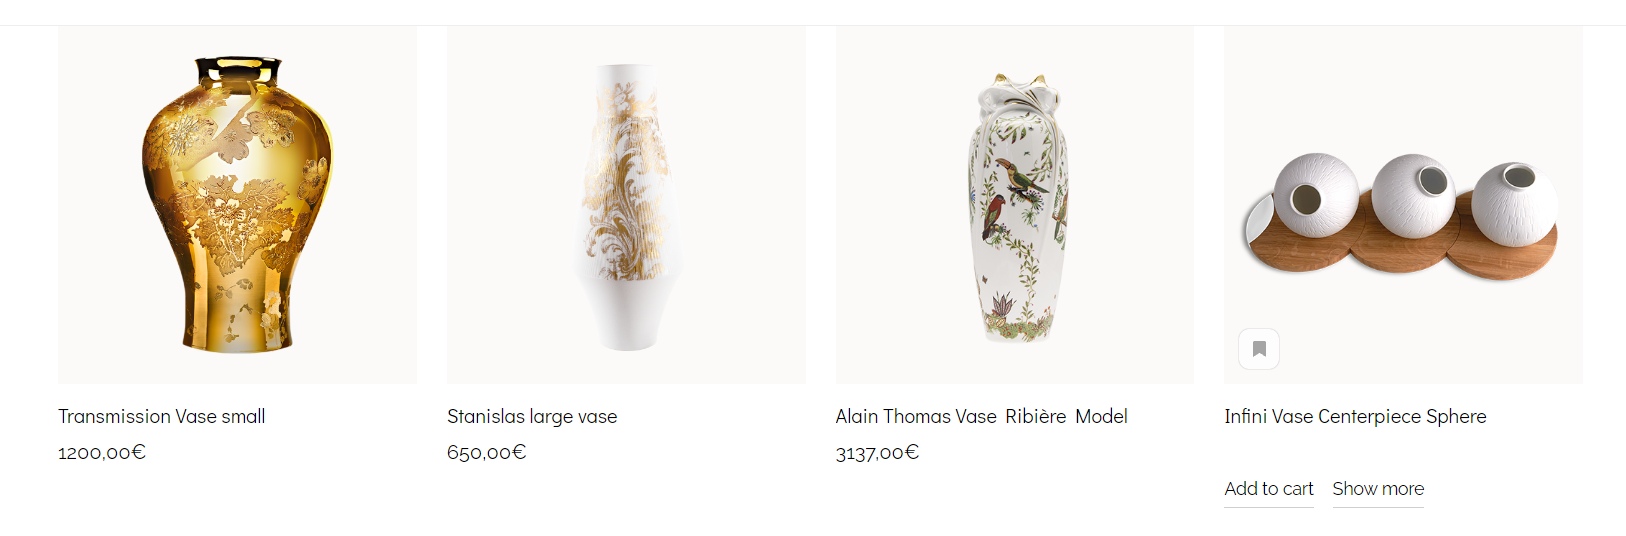 Transmission Vase small
Stanislas large vase
Alain Thomas Vase Ribière Model
Infini Vase Centerpiece Sphere
1200,00€
650,00€
3137,00€
Add to cart
Show more